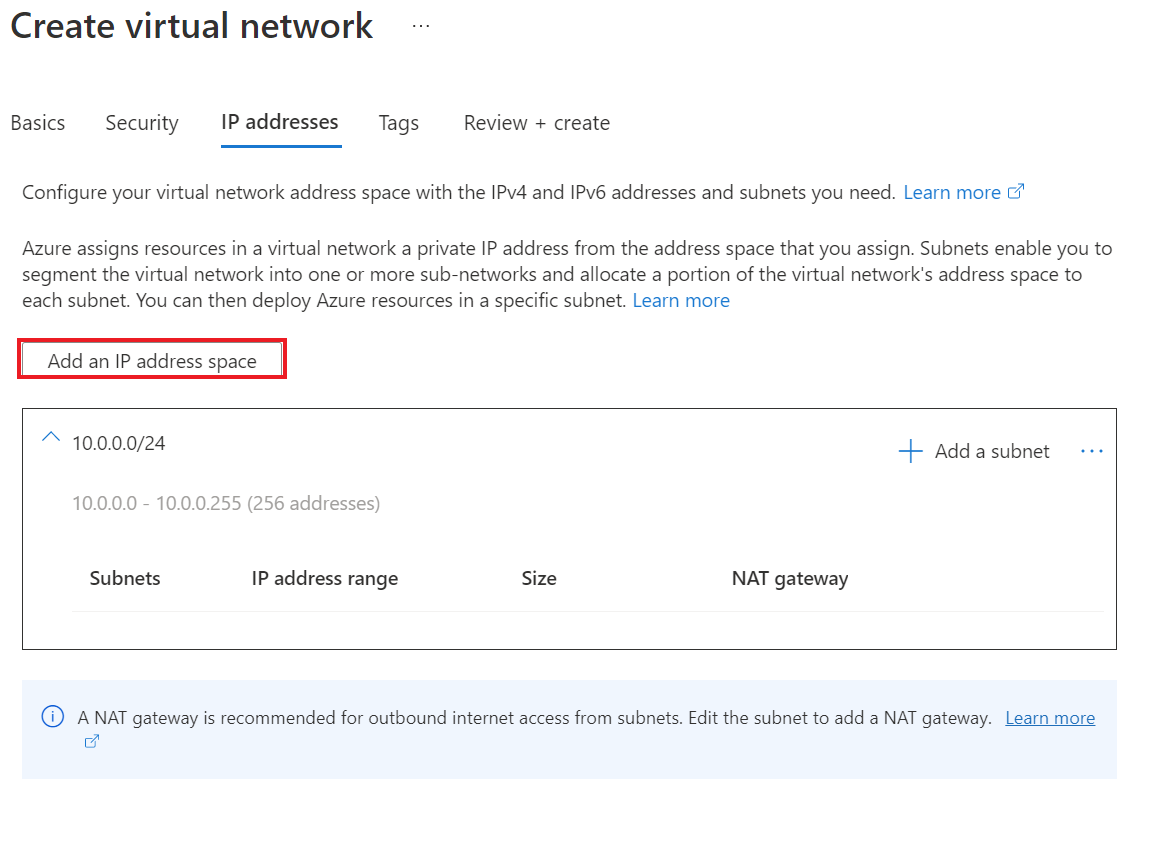 Create virtual network ...
Basics Security IP addresses Tags Review + create
Configure your virtual network address space with the IPv4 and IPv6 addresses and subnets you need. Learn more
Azure assigns resources in a virtual network a private IP address from the address space that you assign. Subnets enable you to
segment the virtual network into one or more sub-networks and allocate a portion of the virtual network's address space to
each subnet. You can then deploy Azure resources in a specific subnet. Learn more
Add an IP address space
10.0.0.0/24
+ Add a subnet ...
10.0.0.0 - 10.0.0.255 (256 addresses)
Subnets IP address range Size NAT gateway
A NAT gateway is recommended for outbound internet access from subnets. Edit the subnet to add a NAT gateway. Learn more